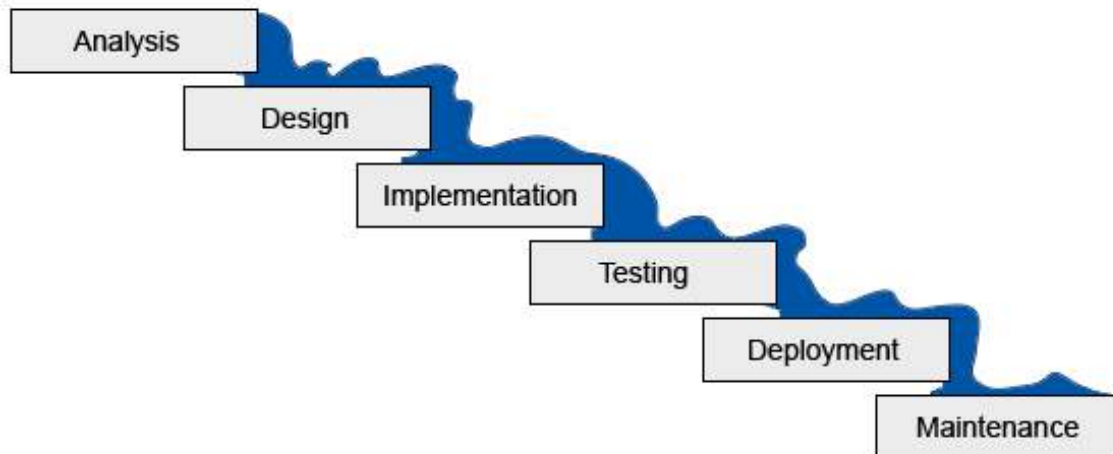 Analysis
Design
Implementation
Testing
Deployment
Maintenance